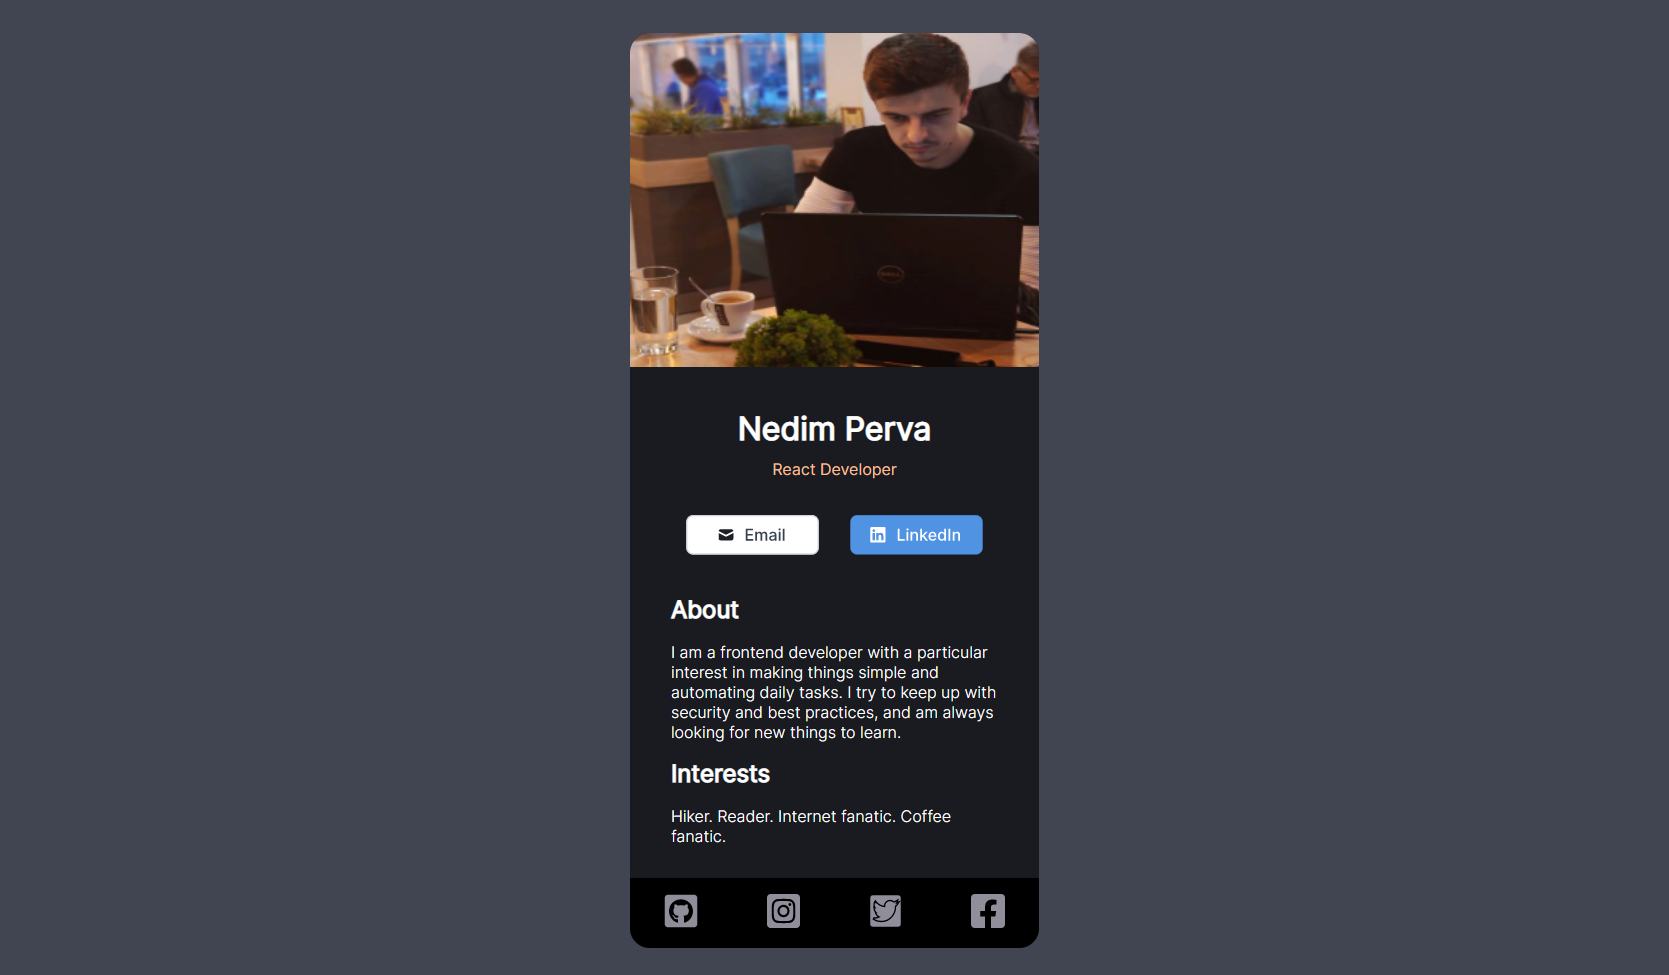 Nedim Perva
React Developer
Email
LinkedIn
About
I am a frontend developer with a particular
interest in making things simple and
automating daily tasks. I try to keep up with
security and best practices, and am always
looking for new things to learn.
Interests
Hiker. Reader. Internet fanatic. Coffee
fanatic.